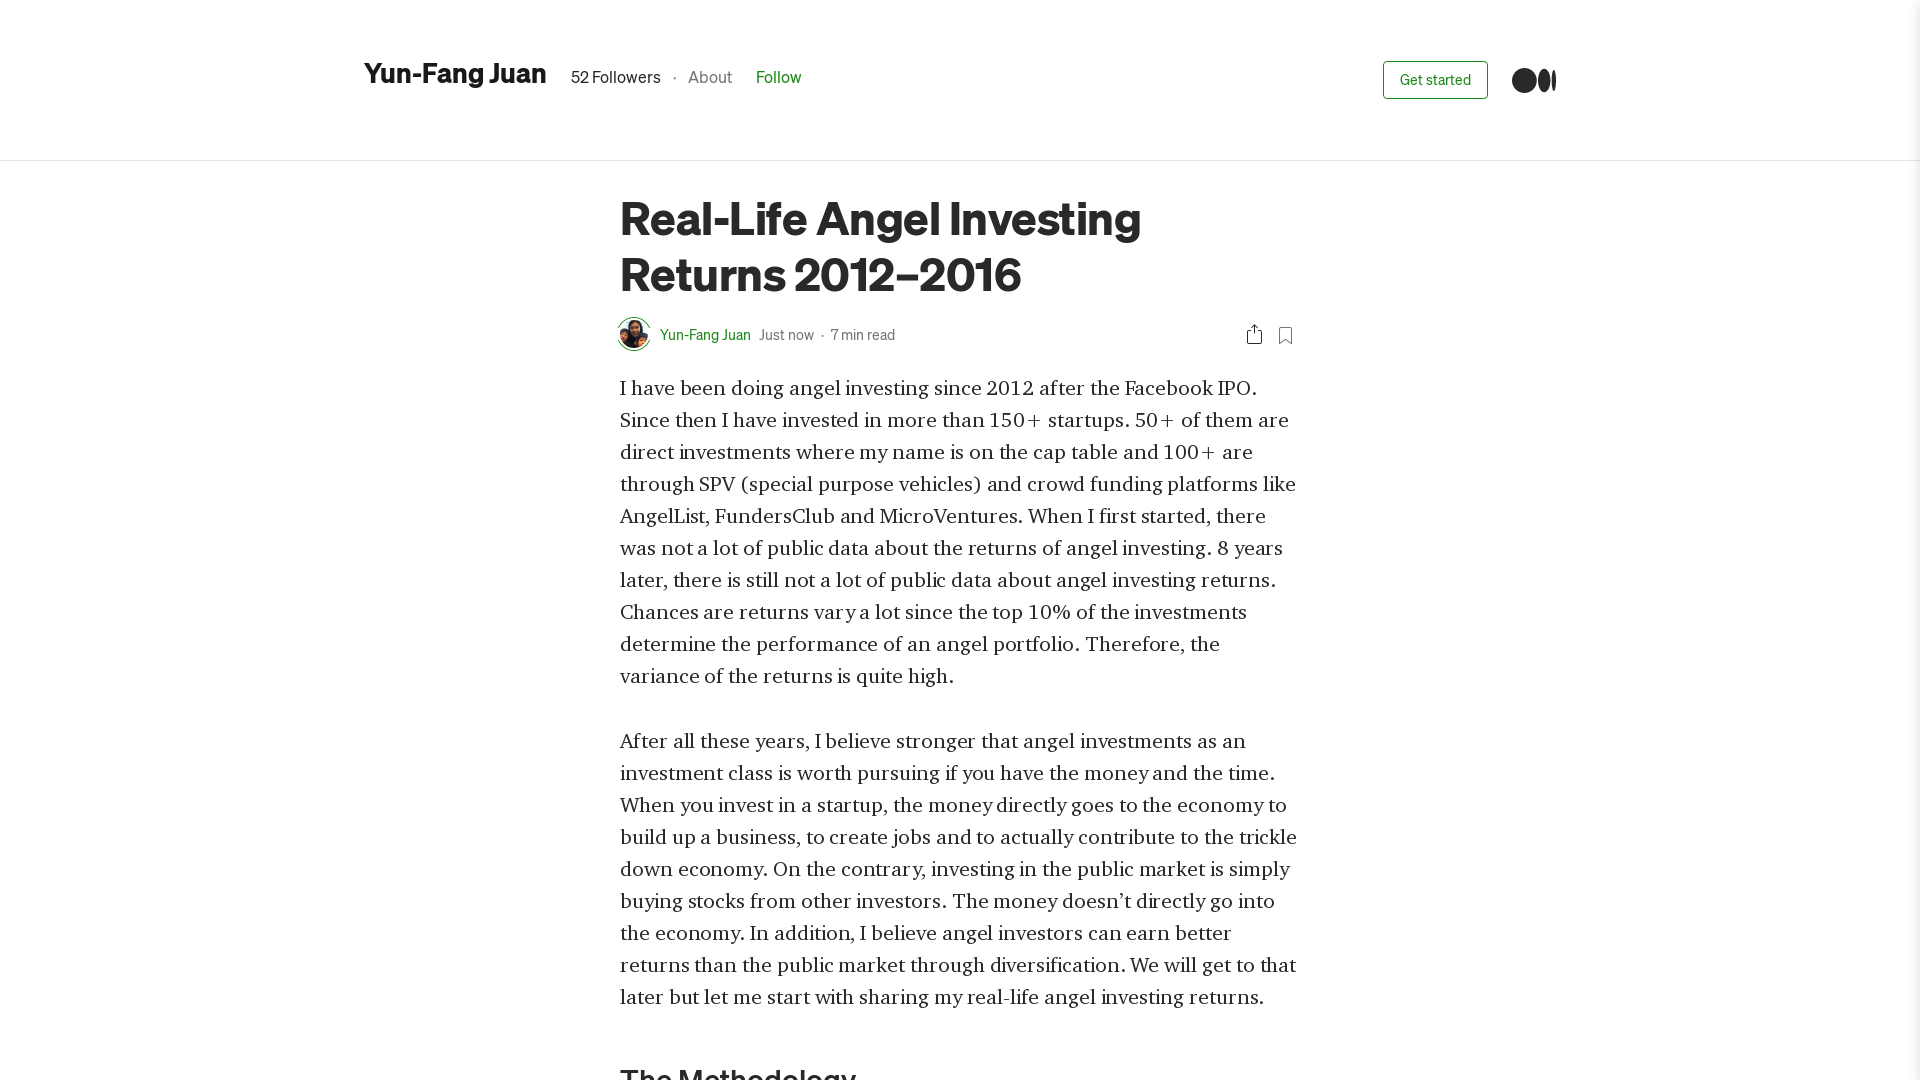 Yun-Fang Juan
52 Followers · About Follow
Get started
Real-Life Angel Investing
Returns 2012–2016
Yun-Fang Juan Just now · 7 min read
I have been doing angel investing since 2012 after the Facebook IPO.
Since then I have invested in more than 150+ startups. 50+ of them are
direct investments where my name is on the cap table and 100+ are
through SPV (special purpose vehicles) and crowd funding platforms like
AngelList, FundersClub and MicroVentures. When I first started, there
was not a lot of public data about the returns of angel investing. 8 years
later, there is still not a lot of public data about angel investing returns.
Chances are returns vary a lot since the top 10% of the investments
determine the performance of an angel portfolio. Therefore, the
variance of the returns is quite high.
After all these years, I believe stronger that angel investments as an
investment class is worth pursuing if you have the money and the time.
When you invest in a startup, the money directly goes to the economy to
build up a business, to create jobs and to actually contribute to the trickle
down economy. On the contrary, investing in the public market is simply
buying stocks from other investors. The money doesn’t directly go into
the economy. In addition, I believe angel investors can earn better
returns than the public market through diversification. We will get to that
later but let me start with sharing my real-life angel investing returns.
The Methodology